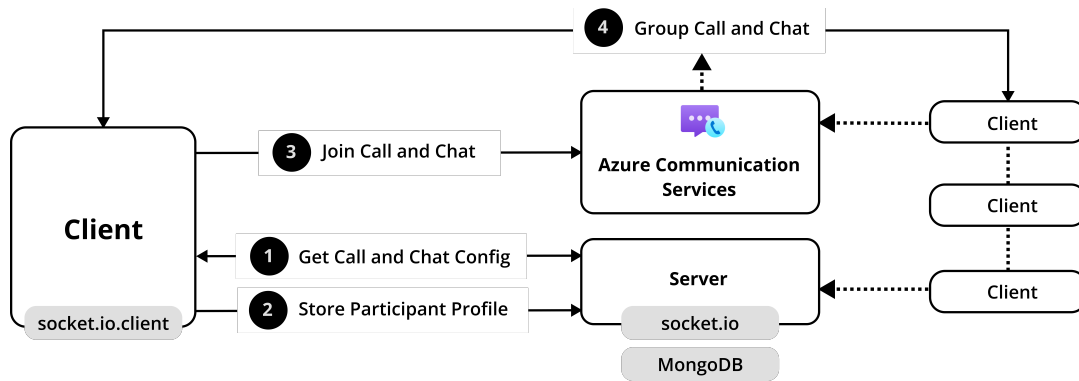 4 Group Call and Chat
Client
3 Join Call and Chat
Azure Communication
Services
Client
Client
1 Get Call and Chat Config
Server
2 Store Participant Profile
Client
socket.io.client
socket.io
MongoDB